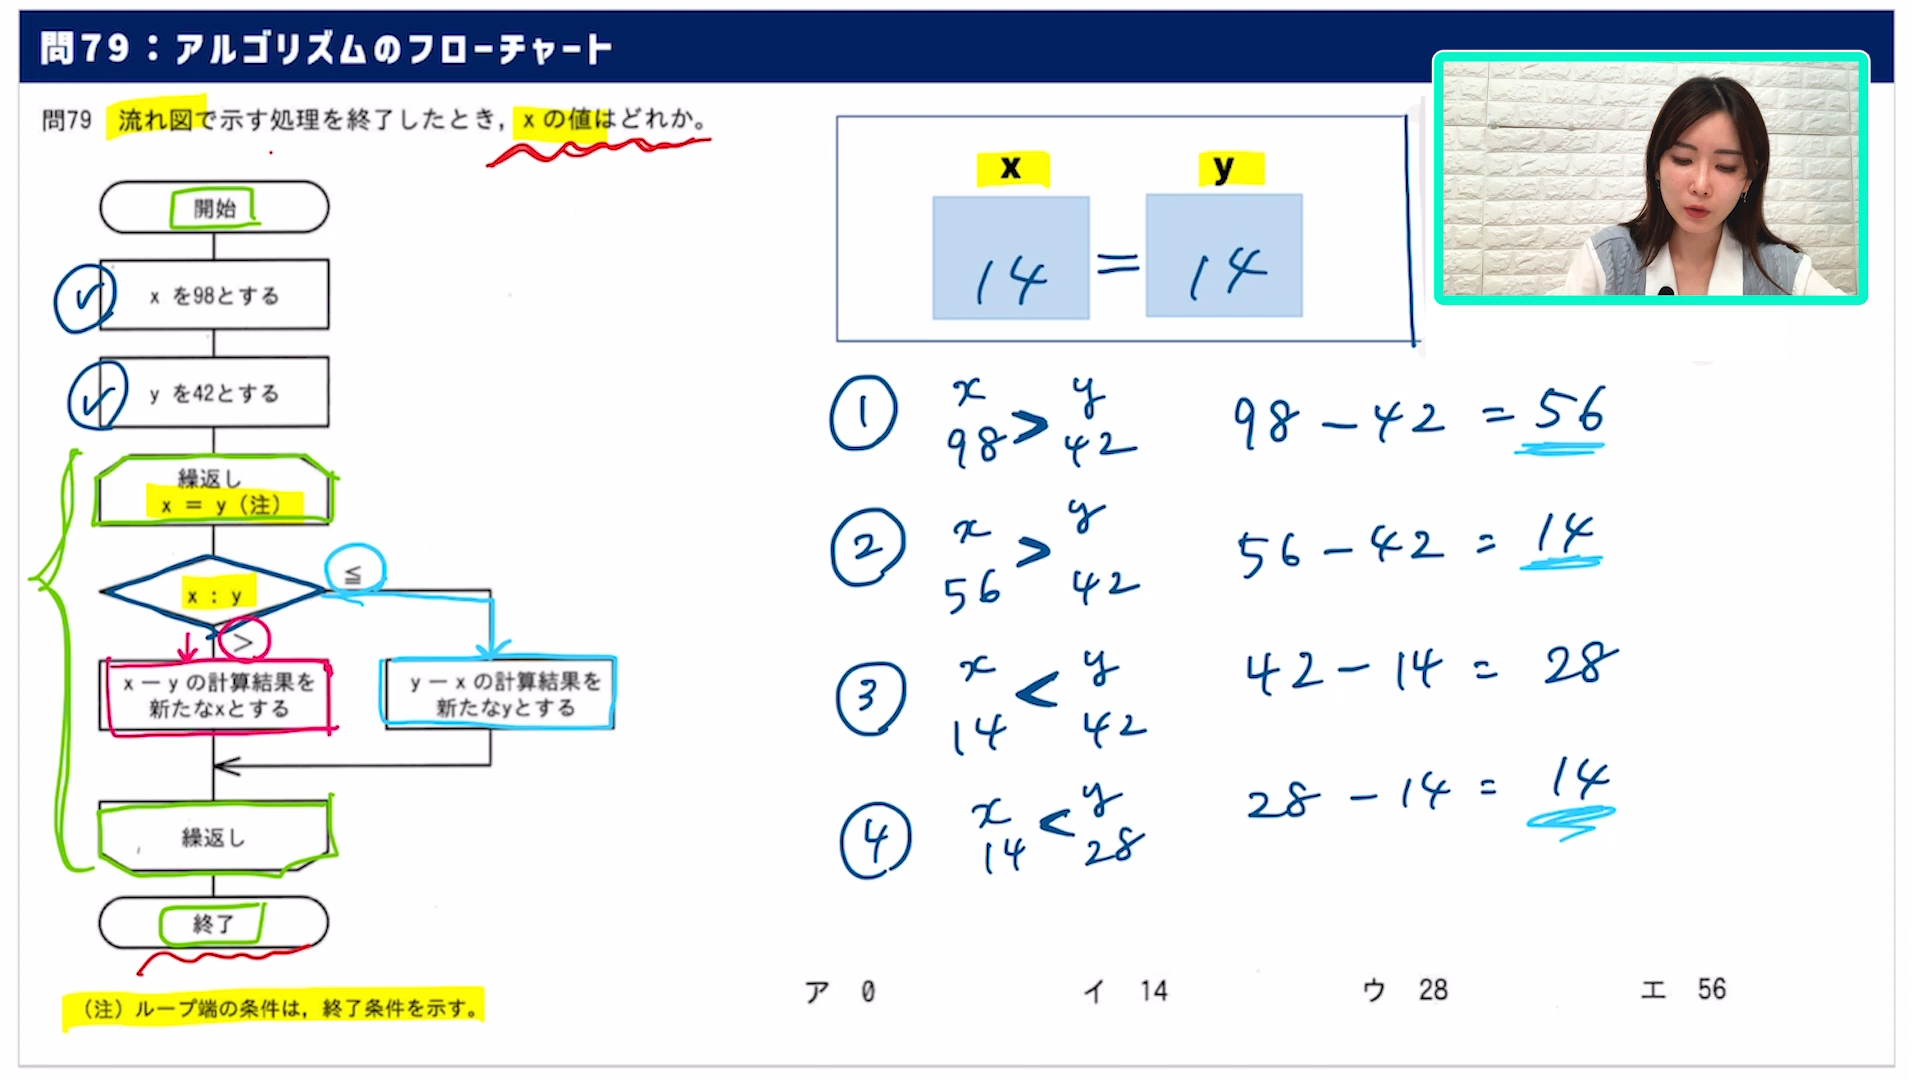 問79：アルゴリズムのフローチャート
問79 流れ図で示す処理を終了したとき，x の値はどれか。
開始
x を98とする
y を42とする
繰返し
x ＝ y（注）
x : y
≦
>
x － y の計算結果を
新たなxとする
y － x の計算結果を
新たなyとする
繰返し
終了
（注）ループ端の条件は，終了条件を示す。
x y
14 = 14
① x y
98 > 42 98 − 42 = 56
② x > y
56 42 56 − 42 = 14
③ x < y
14 42 42 − 14 = 28
④ x < y
14 28 28 − 14 = 14
ア 0 イ 14 ウ 28 エ 56